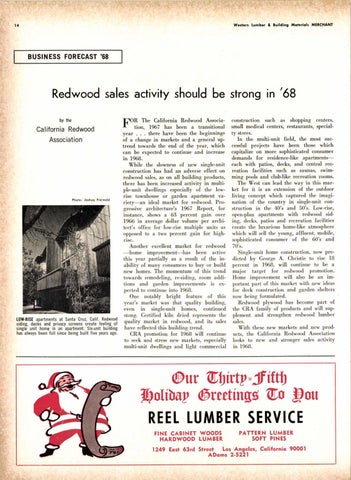 14
Western Lumber & Building Materials MERCHANT
BUSINESS FORECAST '68
Redwood sales activity should be strong in '68
by the
California Redwood
Association
Photo: Joshua Freiwald
LOW-RISE apartments at Santa Cruz, Calif. Redwood
siding, decks and privacy screens create feeling of
single unit home in an apartment. Six-unit building
has always been full since being built five years ago.
FOR The California Redwood Associa-
tion, 1967 has been a transitional
year . . . there have been the beginnings
of a change in markets and a general up-
trend towards the end of the year, which
can be expected to continue and increase
in 1968.
While the slowness of new single-unit
construction has had an adverse effect on
redwood sales, as on all building products,
there has been increased activity in multi-
ple-unit dwellings especially of the low-
rise townhouse or garden apartment va-
riety—an ideal market for redwood. Pro-
gressive architecture's 1967 Report, for
instance, shows a 63 percent gain over
1966 in average dollar volume per archi-
tect's office for low-rise multiple units as
opposed to a two percent gain for high-
rise.
Another excellent market for redwood
—home improvement—has been active
this year partially as a result of the in-
ability of many consumers to buy or build
new homes. The momentum of this trend
towards remodeling, re-siding, room addi-
tions and garden improvements is ex-
pected to continue into 1968.
One notably bright feature of this
year's market was that quality building,
even in single-unit homes, continued
strong. Certified kiln dried represents the
quality market in redwood, and its sales
have reflected this building trend.
CRA promotion for 1968 will continue
to seek and stress new markets, especially
multi-unit dwellings and light commercial
construction such as shopping centers,
small medical centers, restaurants, special-
ty stores.
In the multi-unit field, the most suc-
cessful projects have been those which
capitalize on more sophisticated consumer
demands for residence-like apartments—
each with patios, decks, and central rec-
reation facilities such as saunas, swim-
ming pools and club-like recreation rooms.
The West can lead the way in this mar-
ket for it is an extension of the outdoor
living concept which captured the imagi-
nation of the country in single-unit con-
struction in the 40's and 50's. Low-rise,
open-plan apartments with redwood sid-
ing, decks, patios and recreation facilities
create the luxurious home-like atmosphere
which will sell the young, affluent, mobile,
sophisticated consumer of the 60's and
70's.
Single-unit home construction, now pre-
dicted by George A. Christie to rise 18
percent in 1968, will continue to be a
major target for redwood promotion.
Home improvement will also be an im-
portant part of this market with new ideas
for deck construction and garden shelters
now being formulated.
Redwood plywood has become part of
the CRA family of products and will sup-
plement and strengthen redwood lumber
sales.
With these new markets and new prod-
ucts, the California Redwood Association
looks to new and stronger sales activity
in 1968.
Our Thirty-Fifth
Holiday Greetings To You
REEL LUMBER SERVICE
FINE CABINET WOODS PATTERN LUMBER
HARDWOOD LUMBER SOFT PINES
1249 East 63rd Street Los Angeles, California 90001
ADams 2-5221